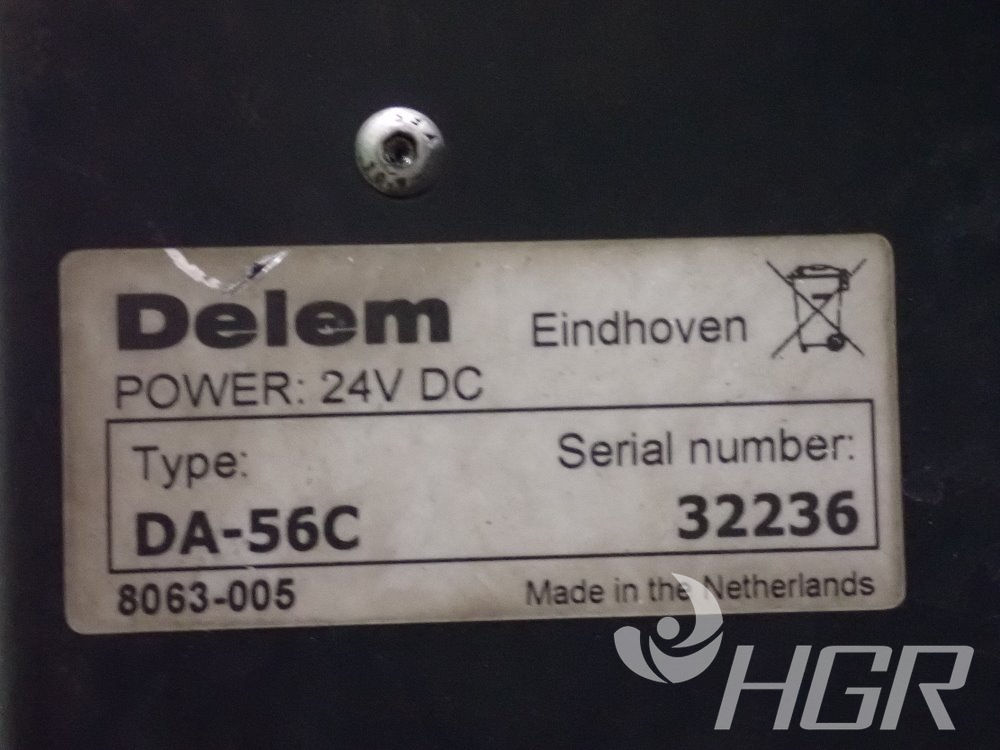 Delem Eindhoven
POWER: 24V DC
Type: Serial number:
DA-56C 32236
8063-005 Made in the Netherlands
HGR